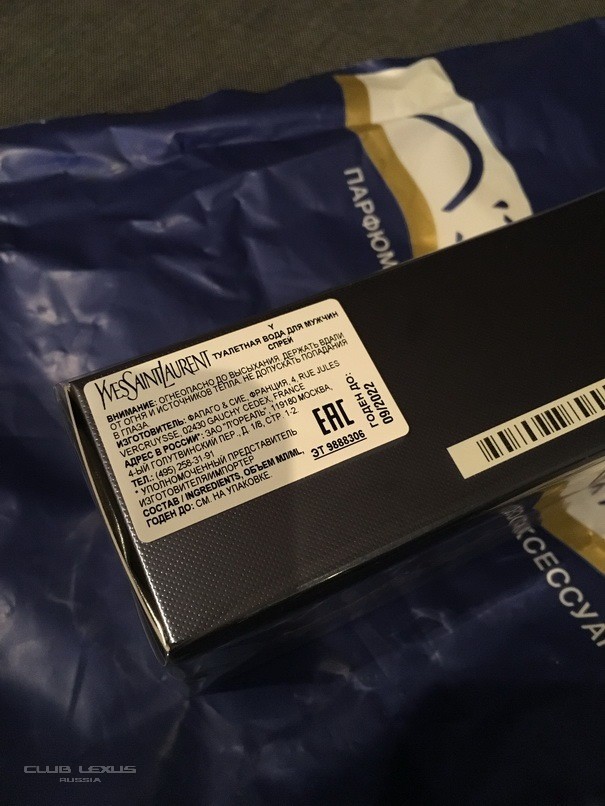 ПАРФЮМ
YVESSAINTLAURENT
Y
ТУАЛЕТНАЯ ВОДА ДЛЯ МУЖЧИН
СПРЕЙ
ВНИМАНИЕ: ОГНЕОПАСНО ДО ВЫСЫХАНИЯ. ДЕРЖАТЬ ВДАЛИ
ОТ ОГНЯ И ИСТОЧНИКОВ ТЕПЛА. НЕ ДОПУСКАТЬ ПОПАДАНИЯ
В ГЛАЗА.
ИЗГОТОВИТЕЛЬ: ФАПАГО & СИЕ, ФРАНЦИЯ, 4, RUE JULES
VERCRUYSSE, 02430 GAUCHY CEDEX, FRANCE
АДРЕС В РОССИИ*: ЗАО "ЛОРЕАЛЬ", 119180 МОСКВА,
4-ЫЙ ГОЛУТВИНСКИЙ ПЕР., Д. 1/8, СТР. 1-2
ТЕЛ.: (495) 258-31-91
* УПОЛНОМОЧЕННЫЙ ПРЕДСТАВИТЕЛЬ
ИЗГОТОВИТЕЛЯ/ИМПОРТЕР
СОСТАВ / INGREDIENTS, ОБЪЕМ МЛ/ML,
ГОДЕН ДО: СМ. НА УПАКОВКЕ.
EAC
ЭТ 9888306
ГОДЕН ДО.:
09/2022
АКСЕССУАР
CLUB LEXUS
RUSSIA